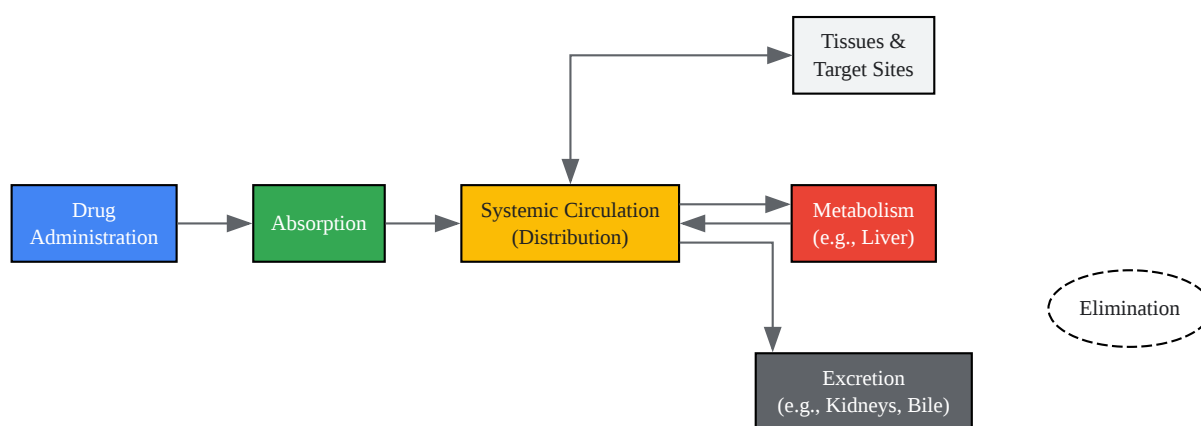 Tissues &
Target Sites
Drug
Administration
Absorption
Systemic Circulation
(Distribution)
Metabolism
(e.g., Liver)
Elimination
Excretion
(e.g., Kidneys, Bile)